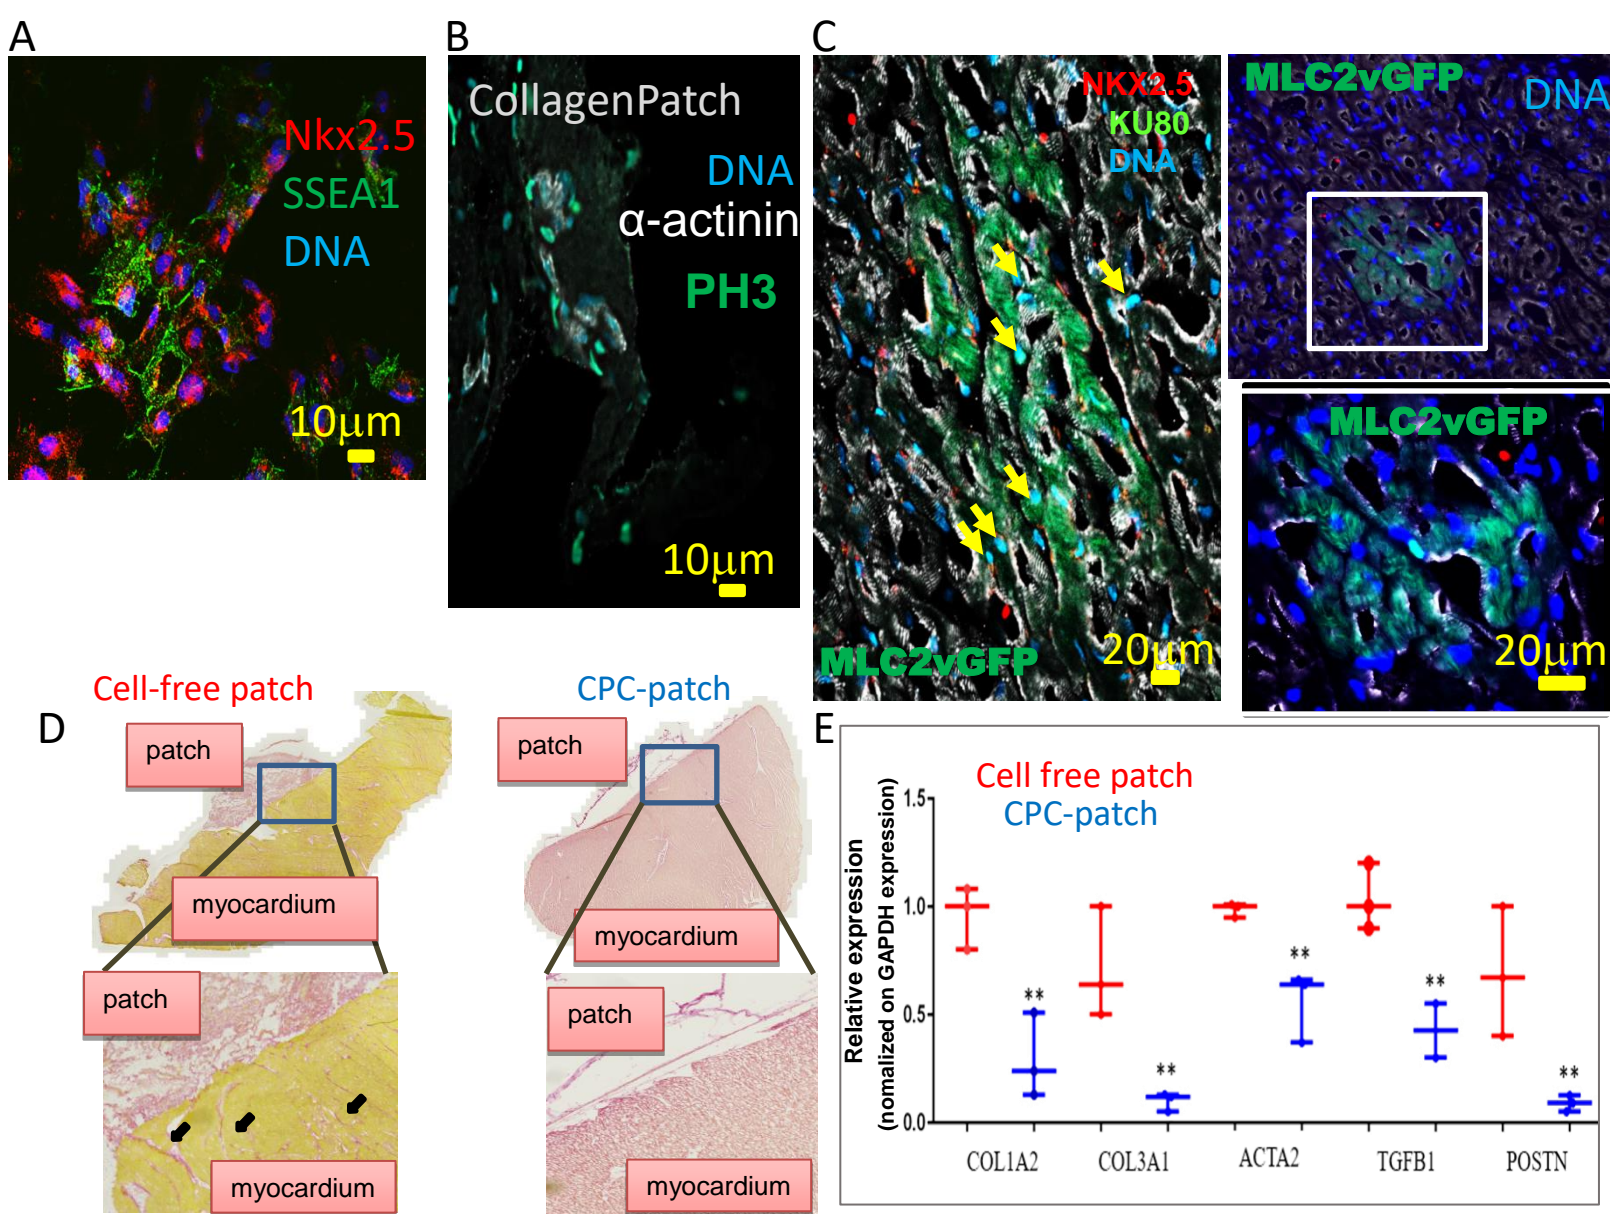 A
Nkx2.5
SSEA1
DNA
10μm
B
CollagenPatch
DNA
α-actinin
PH3
10μm
C
NKX2.5
KU80
DNA
MLC2vGFP
20μm
MLC2vGFP
DNA
MLC2vGFP
20μm
D
Cell-free patch
patch
myocardium
patch
myocardium
CPC-patch
patch
myocardium
patch
myocardium
E
Cell free patch
CPC-patch
Relative expression
(nomalized on GAPDH expression)
1.5
1.0
0.5
0.0
**
**
**
**
**
COL1A2
COL3A1
ACTA2
TGFB1
POSTN